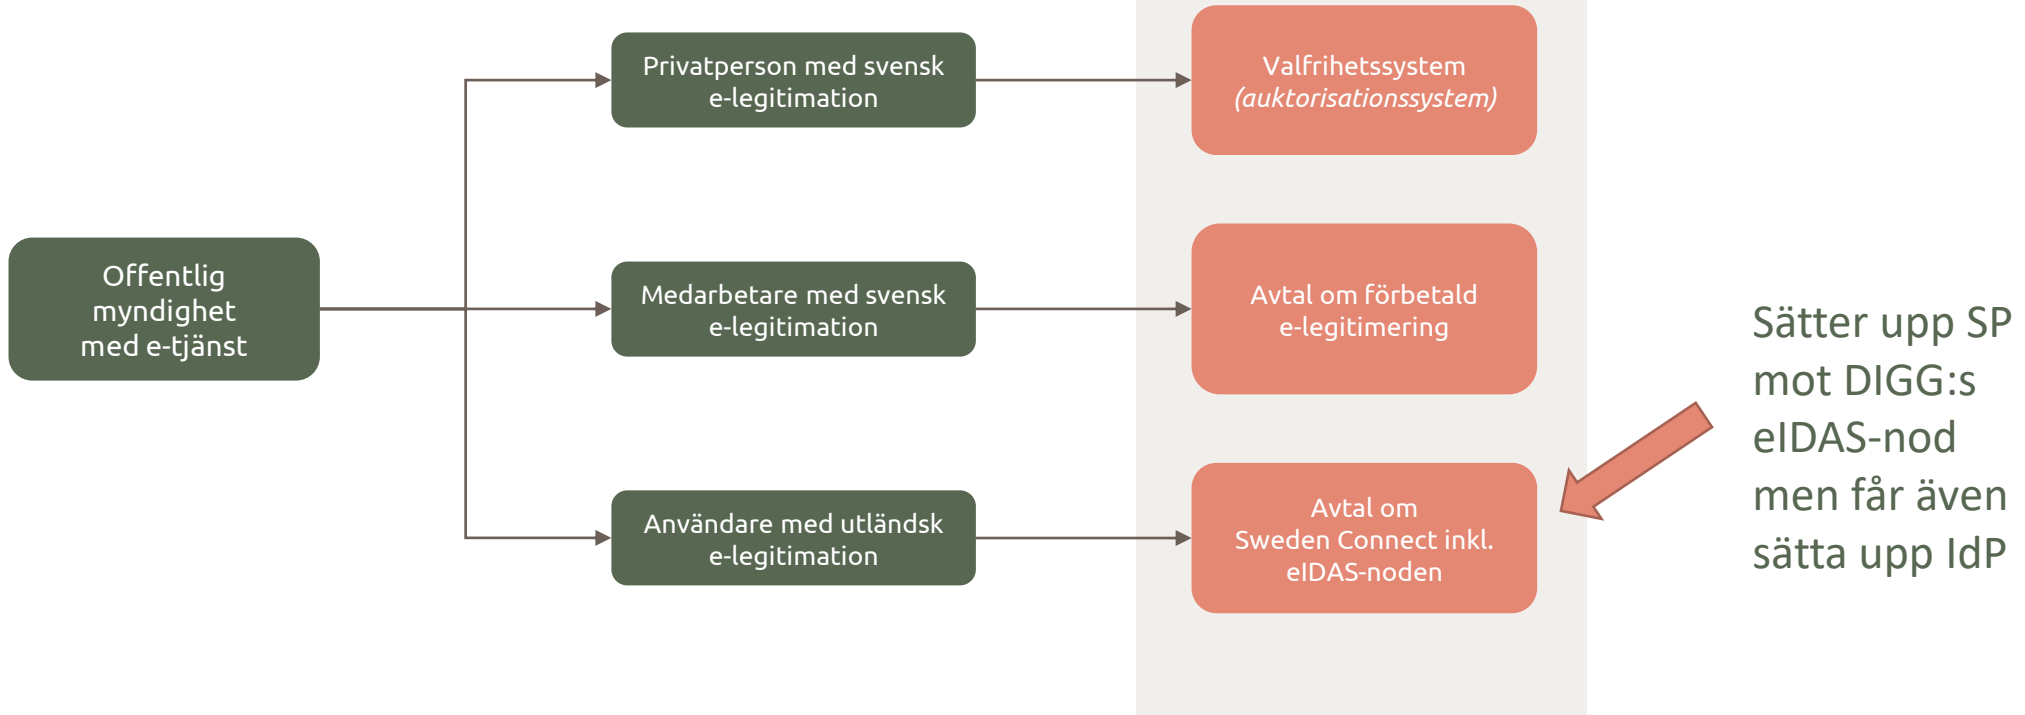 Offentlig
myndighet
med e-tjänst
Privatperson med svensk
e-legitimation
Valfrihetssystem
(auktorisationssystem)
Medarbetare med svensk
e-legitimation
Avtal om förbetald
e-legitimering
Användare med utländsk
e-legitimation
Avtal om
Sweden Connect inkl.
eIDAS-noden
Sätter upp SP
mot DIGG:s
eIDAS-nod
men får även
sätta upp IdP